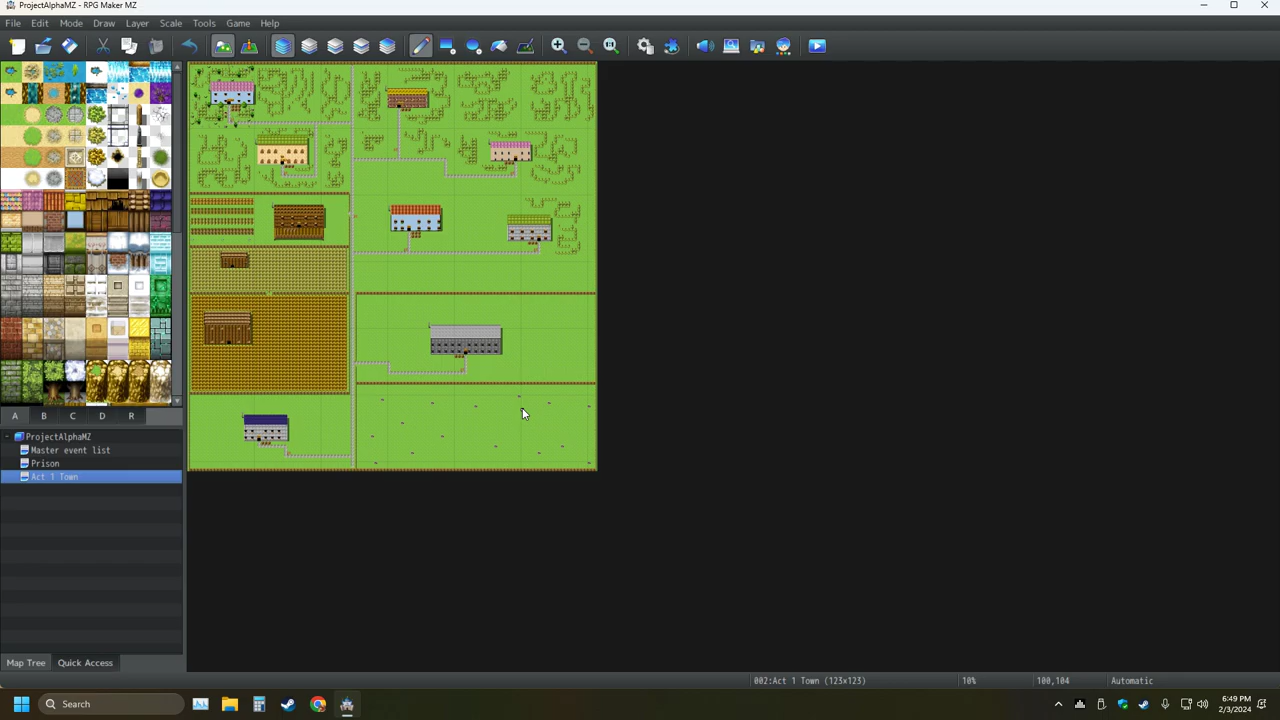 ProjectAlphaMZ - RPG Maker MZ
File Edit Mode Draw Layer Scale Tools Game Help
1:1
A B C D R
ProjectAlphaMZ
Master event list
Prison
Act 1 Town
Map Tree Quick Access
002:Act 1 Town (123x123) 10% 100,104 Automatic
Search
6:49 PM
2/3/2024